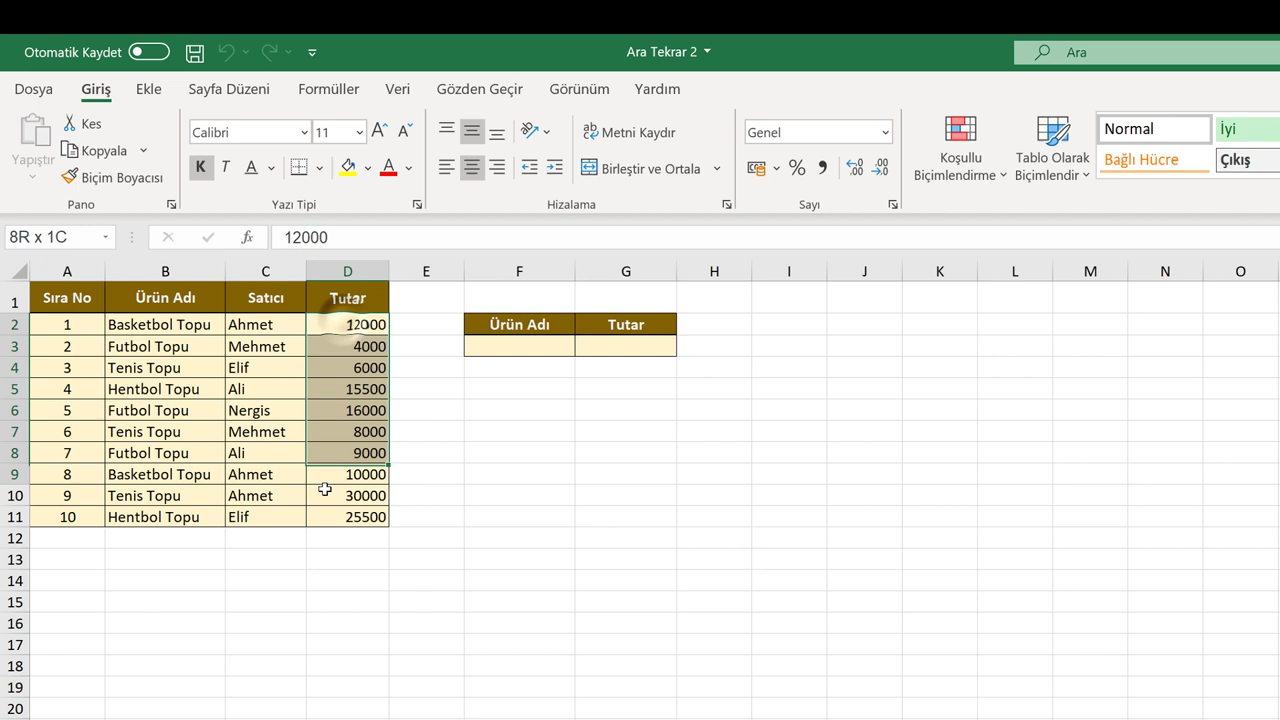 Otomatik Kaydet Ara Tekrar 2 Ara
Dosya Giriş Ekle Sayfa Düzeni Formüller Veri Gözden Geçir Görünüm Yardım
Yapıştır Kes Kopyala Biçim Boyacısı
Pano
Calibri 11
K T A A A
Yazı Tipi
ab Metni Kaydır
Birleştir ve Ortala
Hizalama
Genel
%
Sayı
Koşullu Biçimlendirme
Tablo Olarak Biçimlendir
Normal İyi
Bağlı Hücre Çıkış
8R x 1C fx 12000
A B C D E F G H I J K L M N O
1 Sıra No Ürün Adı Satıcı Tutar
2 1 Basketbol Topu Ahmet 12000 Ürün Adı Tutar
3 2 Futbol Topu Mehmet 4000
4 3 Tenis Topu Elif 6000
5 4 Hentbol Topu Ali 15500
6 5 Futbol Topu Nergis 16000
7 6 Tenis Topu Mehmet 8000
8 7 Futbol Topu Ali 9000
9 8 Basketbol Topu Ahmet 10000
10 9 Tenis Topu Ahmet 30000
11 10 Hentbol Topu Elif 25500
12
13
14
15
16
17
18
19
20